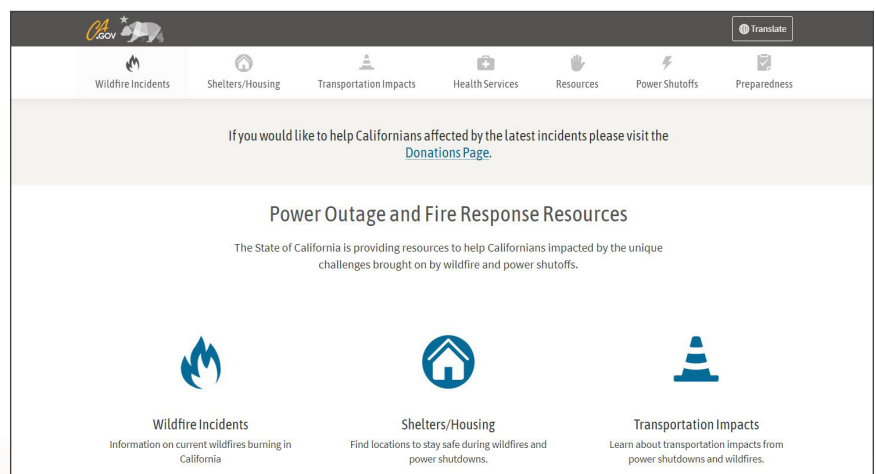 CA.GOV
Translate
Wildfire Incidents
Shelters/Housing
Transportation Impacts
Health Services
Resources
Power Shutoffs
Preparedness
If you would like to help Californians affected by the latest incidents please visit the
Donations Page.
Power Outage and Fire Response Resources
The State of California is providing resources to help Californians impacted by the unique
challenges brought on by wildfire and power shutoffs.
Wildfire Incidents
Information on current wildfires burning in
California
Shelters/Housing
Find locations to stay safe during wildfires and
power shutdowns.
Transportation Impacts
Learn about transportation impacts from
power shutdowns and wildfires.